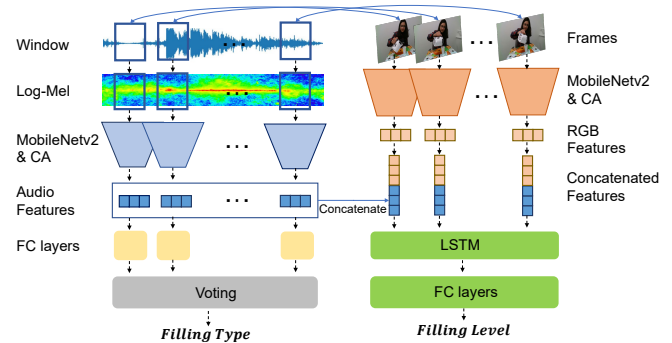 Window
Frames
Log-Mel
MobileNetv2
& CA
MobileNetv2
& CA
RGB
Features
Audio
Features
Concatenate
Concatenated
Features
FC layers
LSTM
Voting
FC layers
Filling Type
Filling Level